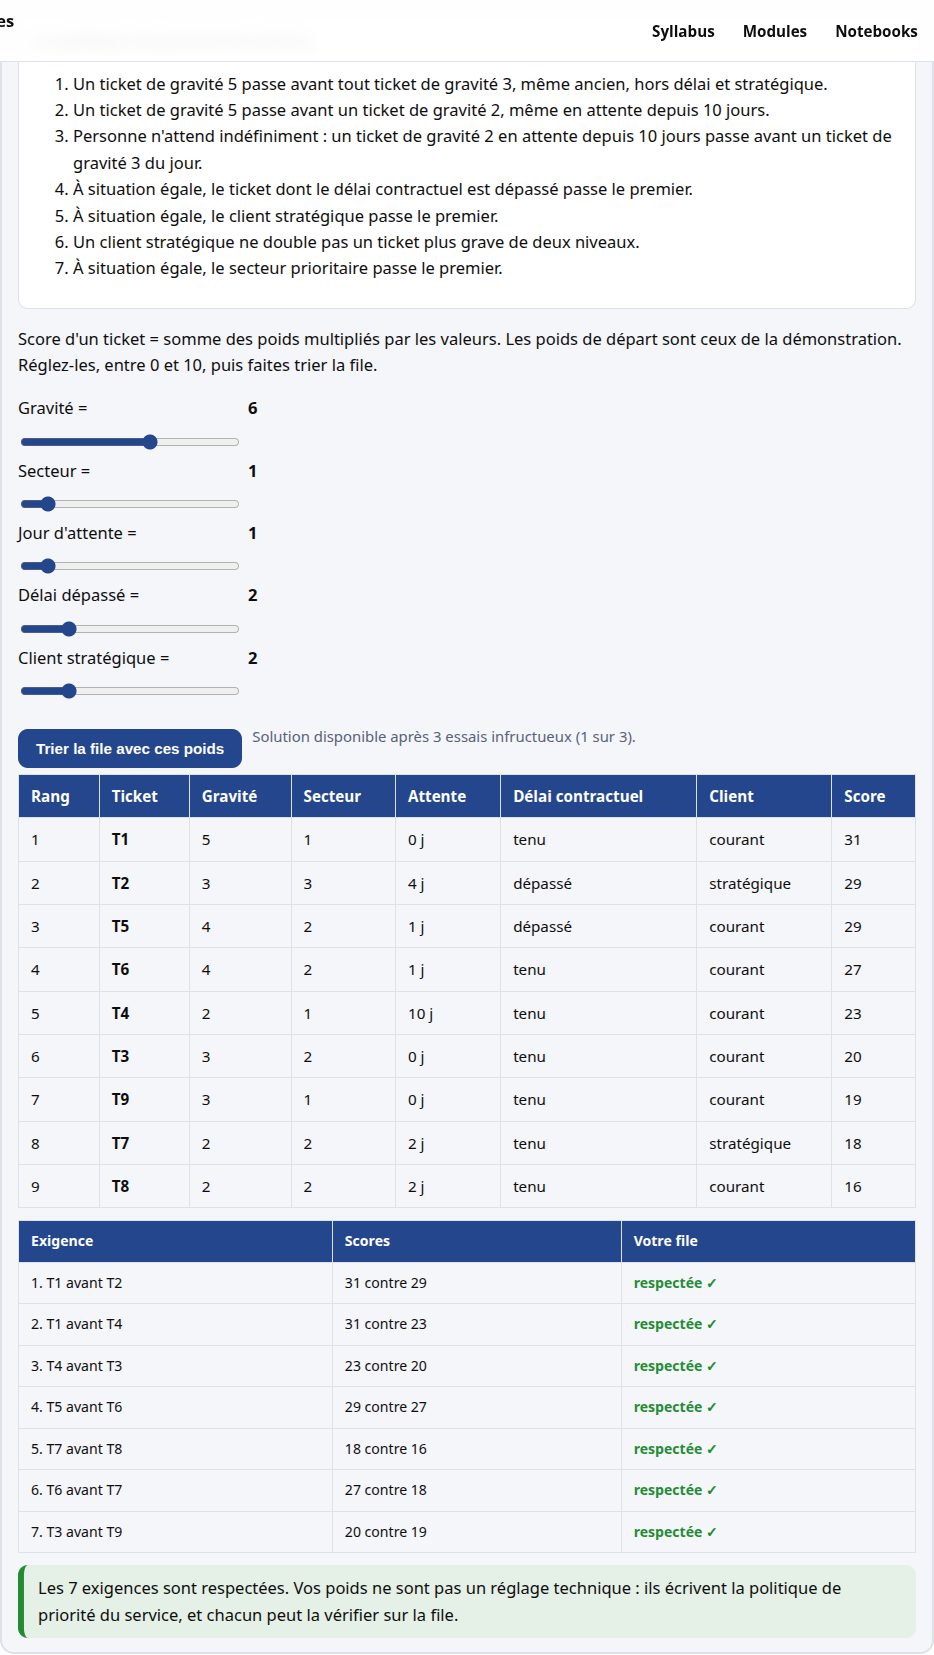 es
Syllabus Modules Notebooks
1. Un ticket de gravité 5 passe avant tout ticket de gravité 3, même ancien, hors délai et stratégique.
2. Un ticket de gravité 5 passe avant un ticket de gravité 2, même en attente depuis 10 jours.
3. Personne n'attend indéfiniment : un ticket de gravité 2 en attente depuis 10 jours passe avant un ticket de
gravité 3 du jour.
4. À situation égale, le ticket dont le délai contractuel est dépassé passe le premier.
5. À situation égale, le client stratégique passe le premier.
6. Un client stratégique ne double pas un ticket plus grave de deux niveaux.
7. À situation égale, le secteur prioritaire passe le premier.
Score d'un ticket = somme des poids multipliés par les valeurs. Les poids de départ sont ceux de la démonstration.
Réglez-les, entre 0 et 10, puis faites trier la file.
Gravité = 6
Secteur = 1
Jour d'attente = 1
Délai dépassé = 2
Client stratégique = 2
Trier la file avec ces poids Solution disponible après 3 essais infructueux (1 sur 3).
Rang Ticket Gravité Secteur Attente Délai contractuel Client Score
1 T1 5 1 0 j tenu courant 31
2 T2 3 3 4 j dépassé stratégique 29
3 T5 4 2 1 j dépassé courant 29
4 T6 4 2 1 j tenu courant 27
5 T4 2 1 10 j tenu courant 23
6 T3 3 2 0 j tenu courant 20
7 T9 3 1 0 j tenu courant 19
8 T7 2 2 2 j tenu stratégique 18
9 T8 2 2 2 j tenu courant 16
Exigence Scores Votre file
1. T1 avant T2 31 contre 29 respectée ✓
2. T1 avant T4 31 contre 23 respectée ✓
3. T4 avant T3 23 contre 20 respectée ✓
4. T5 avant T6 29 contre 27 respectée ✓
5. T7 avant T8 18 contre 16 respectée ✓
6. T6 avant T7 27 contre 18 respectée ✓
7. T3 avant T9 20 contre 19 respectée ✓
Les 7 exigences sont respectées. Vos poids ne sont pas un réglage technique : ils écrivent la politique de
priorité du service, et chacun peut la vérifier sur la file.